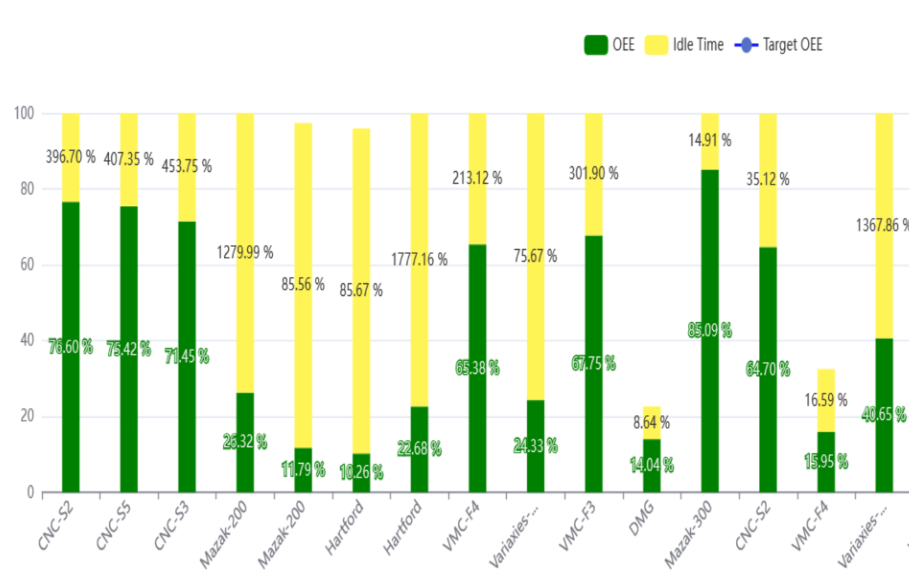 OEE Idle Time Target OEE
100
80
60
40
20
0
396.70 %
407.35 %
453.75 %
1279.99 %
85.56 %
85.67 %
1777.16 %
213.12 %
75.67 %
301.90 %
8.64 %
14.91 %
35.12 %
16.59 %
1367.86 %
76.60 %
75.42 %
71.45 %
26.32 %
11.79 %
10.26 %
22.68 %
65.38 %
24.33 %
67.75 %
14.04 %
85.09 %
64.70 %
15.95 %
40.65 %
CNC-S2
CNC-S5
CNC-S3
Mazak-200
Mazak-200
Hartford
Hartford
VMC-F4
Variaxies-...
VMC-F3
DMG
Mazak-300
CNC-S2
VMC-F4
Variaxies-...